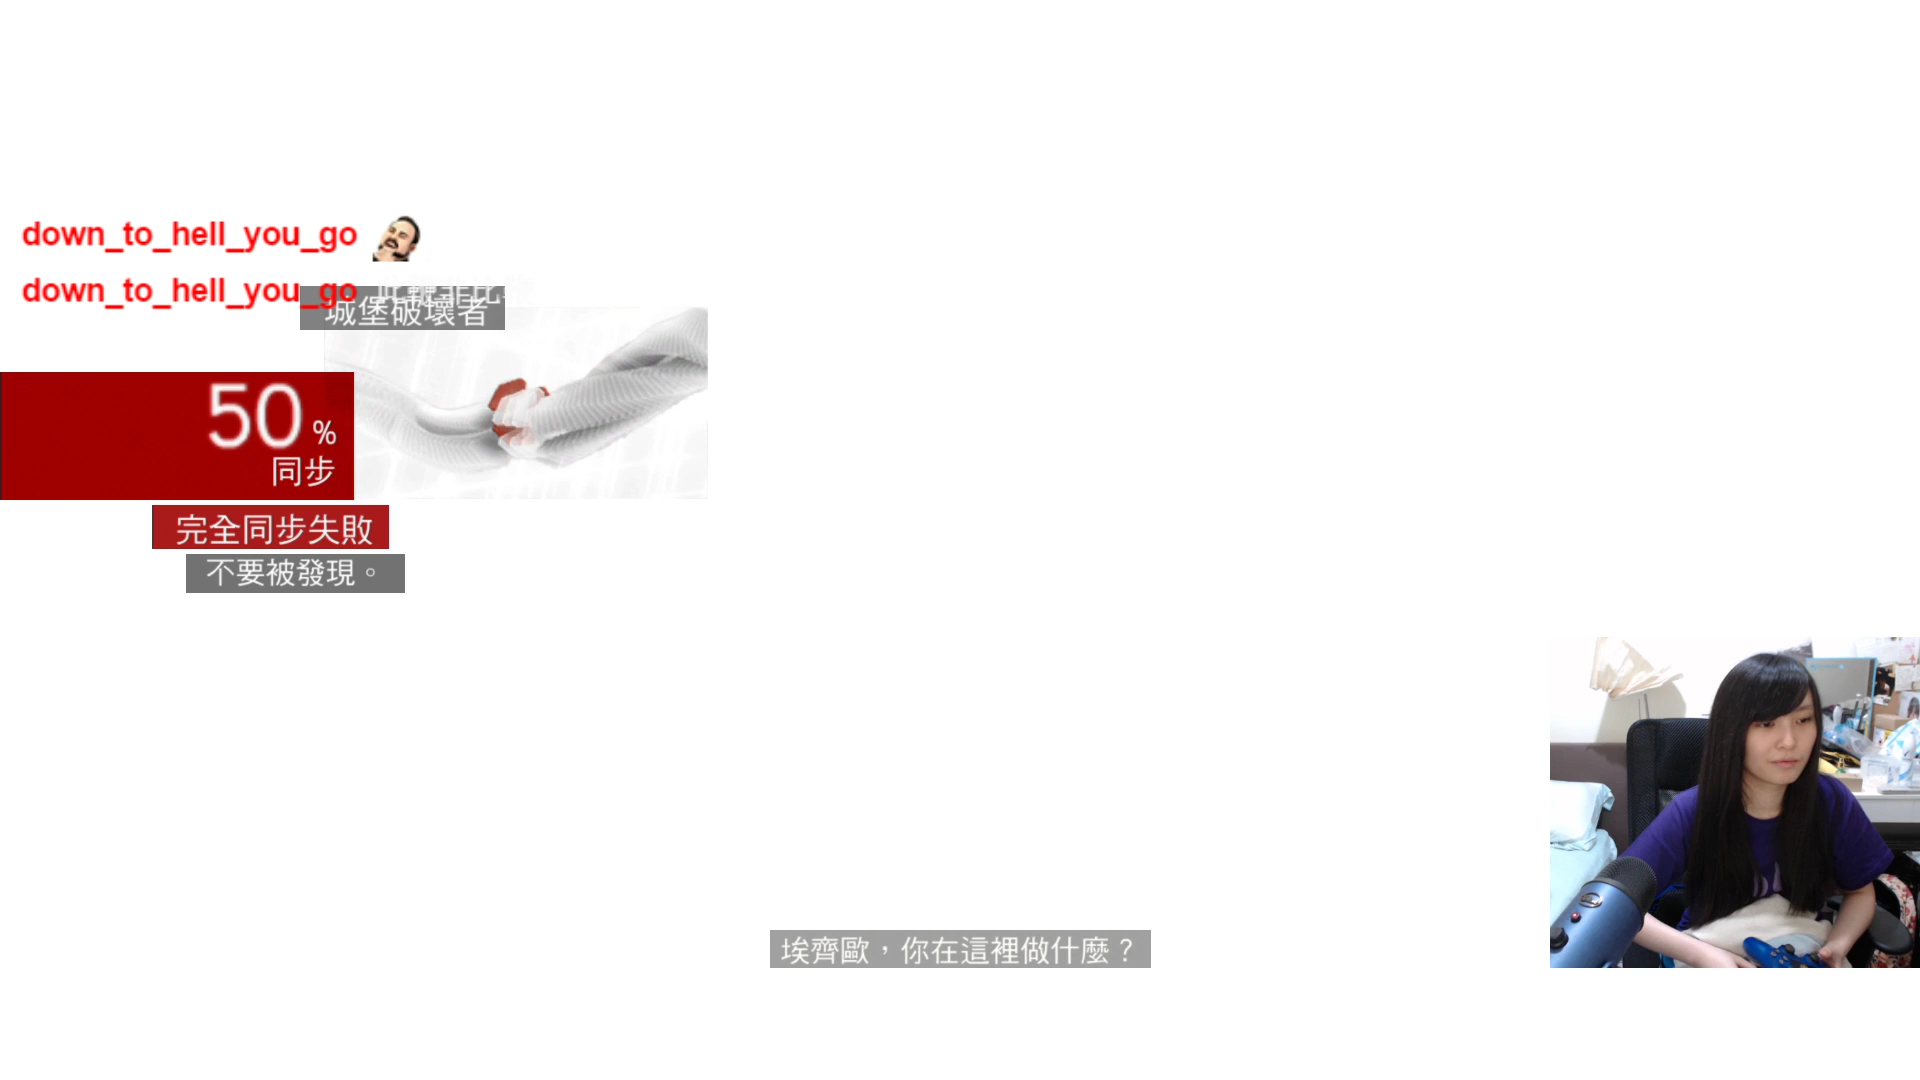 down_to_hell_you_go
down_to_hell_you_go
城堡破壞者
50 %
同步
完全同步失敗
不要被發現。
埃齊歐，你在這裡做什麼？